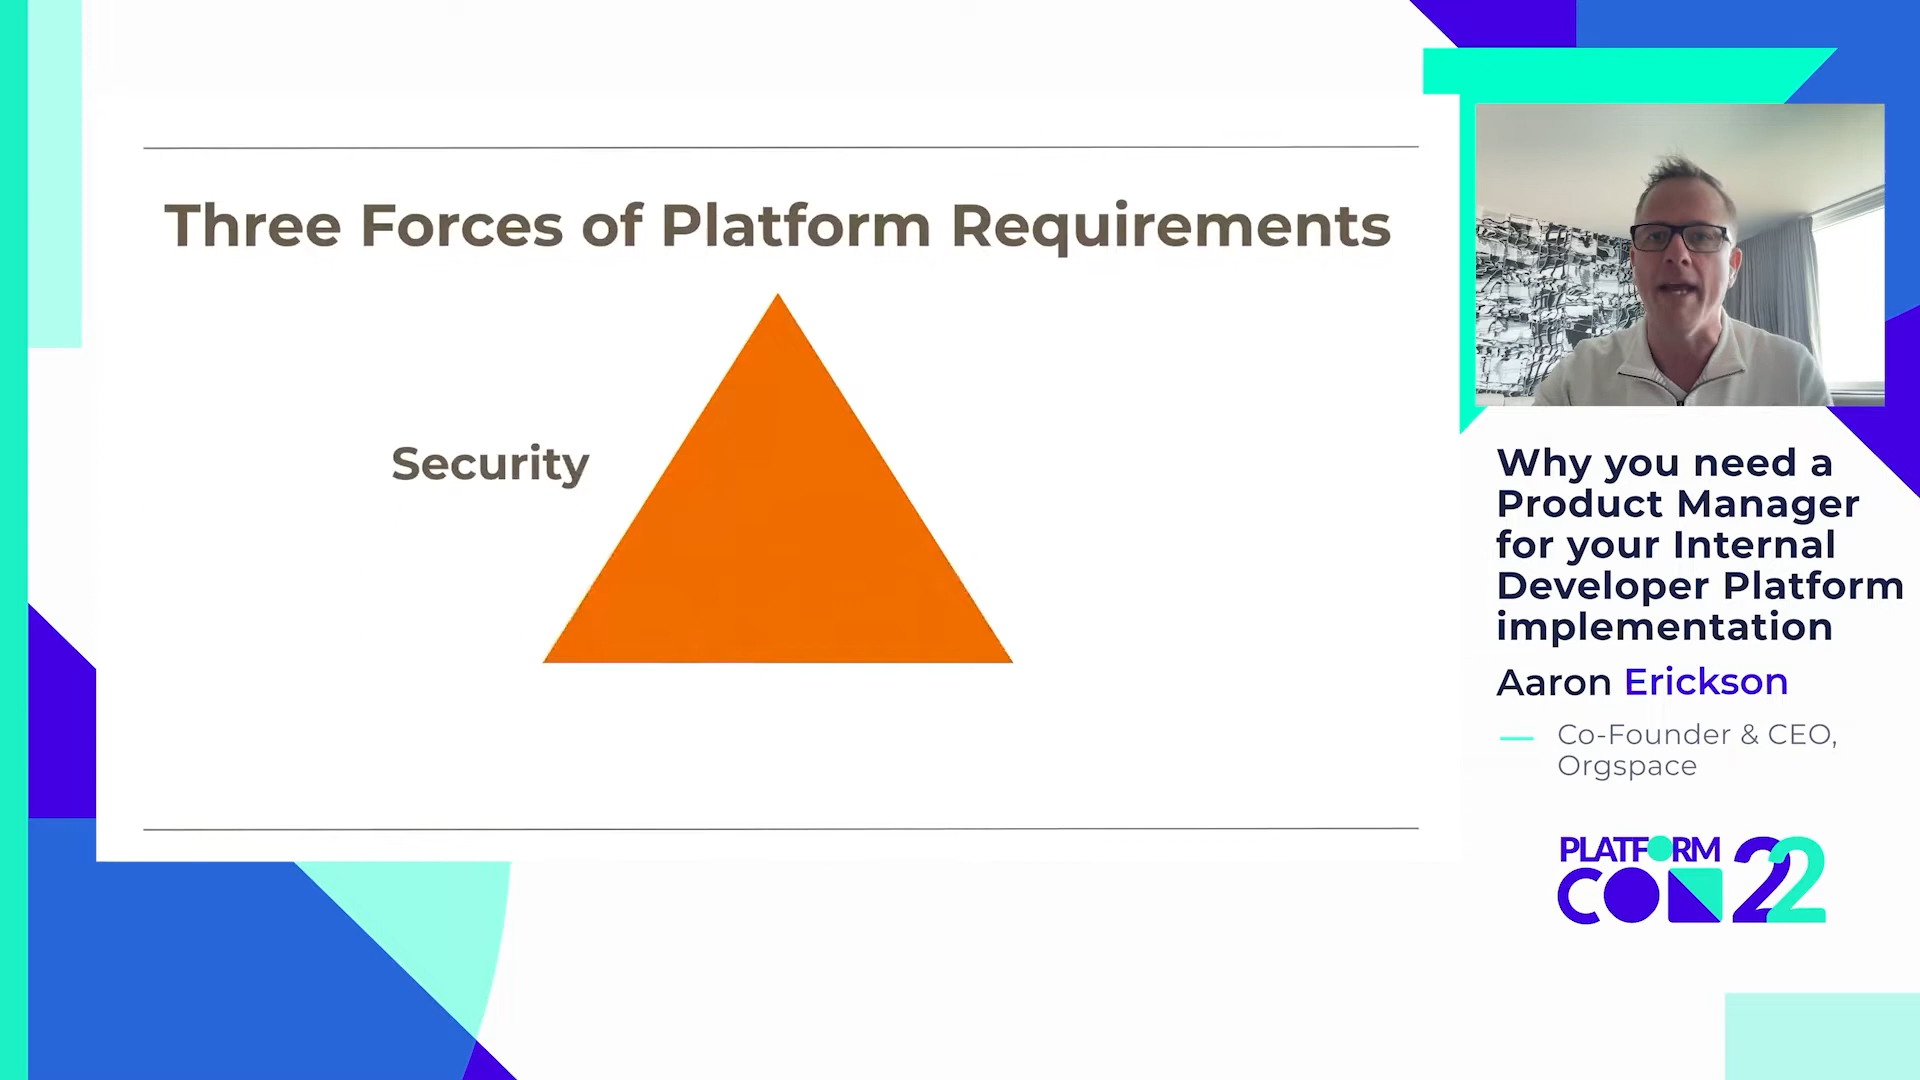 Three Forces of Platform Requirements
Security
Why you need a
Product Manager
for your Internal
Developer Platform
implementation
Aaron Erickson
Co-Founder & CEO,
Orgspace
PLATFORM
CON 22